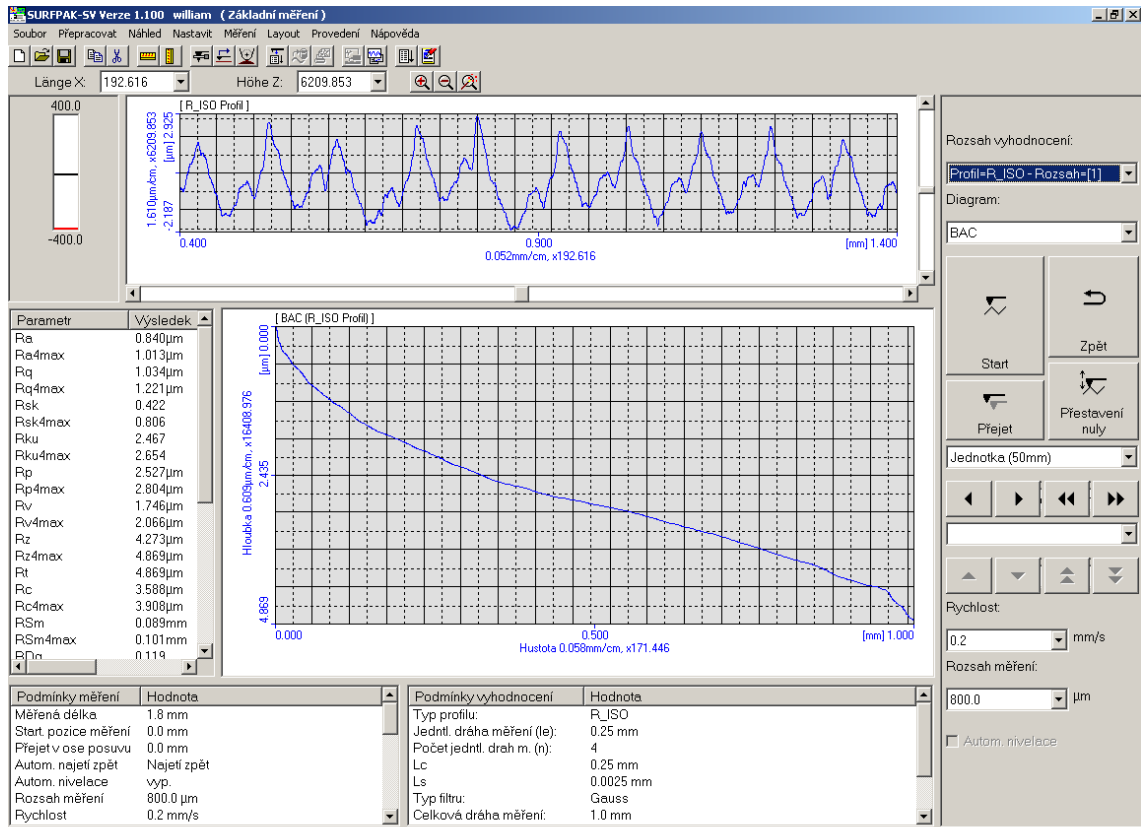 SURFPAK-SV Verze 1.100 william ( Základní měření )
Soubor Přepracovat Náhled Nastavit Měření Layout Provedení Nápověda
Länge X: 192.616 Höhe Z: 6209.853
400.0
-400.0
[ R_ISO Profil ]
1.610µm/cm, x6209.853
-2.187 [µm] 2.925
0.400 0.900 [mm] 1.400
0.052mm/cm, x192.616
Parametr Výsledek
Ra 0.840µm
Ra4max 1.013µm
Rq 1.034µm
Rq4max 1.221µm
Rsk 0.422
Rsk4max 0.806
Rku 2.467
Rku4max 2.654
Rp 2.527µm
Rp4max 2.804µm
Rv 1.746µm
Rv4max 2.066µm
Rz 4.273µm
Rz4max 4.869µm
Rt 4.869µm
Rc 3.588µm
Rc4max 3.908µm
RSm 0.089mm
RSm4max 0.101mm
RDq 0.119
[ BAC (R_ISO Profil) ]
Hloubka 0.609µm/cm, x16408.976
4.869 2.435 [µm] 0.000
0.000 0.500 [mm] 1.000
Hustota 0.058mm/cm, x171.446
Rozsah vyhodnocení:
Profil=R_ISO - Rozsah=[1]
Diagram:
BAC
Start
Zpět
Přejet
Přestavení
nuly
Jednotka (50mm)
Rychlost:
0.2 mm/s
Rozsah měření:
800.0 µm
Autom. nivelace
Podmínky měření Hodnota
Měřená délka 1.8 mm
Start. pozice měření 0.0 mm
Přejet v ose posuvu 0.0 mm
Autom. najetí zpět Najetí zpět
Autom. nivelace vyp.
Rozsah měření 800.0 µm
Rychlost 0.2 mm/s
Podmínky vyhodnocení Hodnota
Typ profilu: R_ISO
Jedntl. dráha měření (le): 0.25 mm
Počet jedntl. drah m. (n) 4
Lc 0.25 mm
Ls 0.0025 mm
Typ filtru: Gauss
Celková dráha měření: 1.0 mm